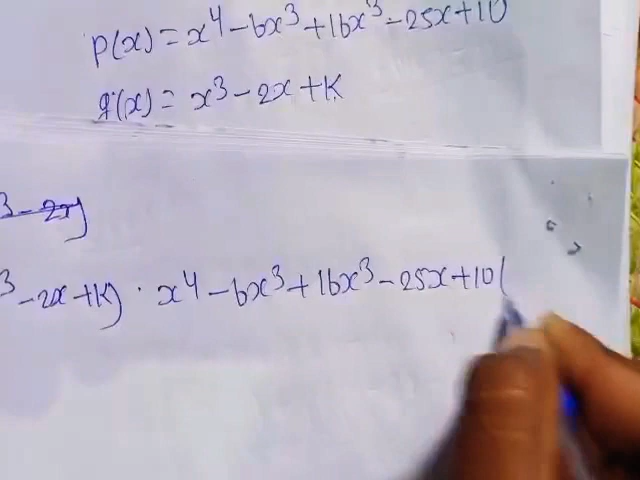 p(x) = x⁴ - 6x³ + 16x³ - 25x + 10
g(x) = x³ - 2x + K
3 - 2x)
3 - 2x + K) x⁴ - 6x³ + 16x³ - 25x + 10 (